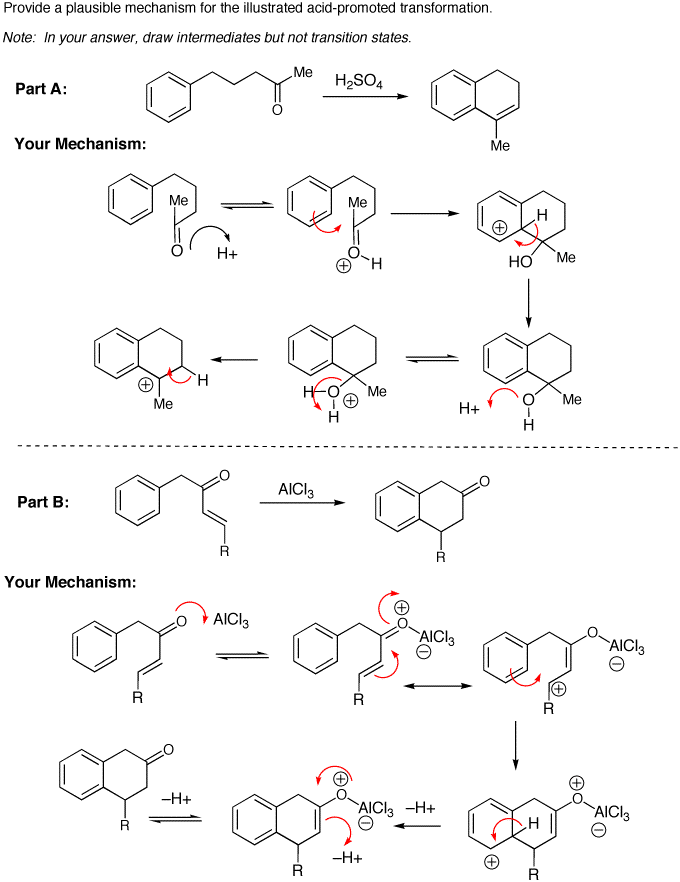 Provide a plausible mechanism for the illustrated acid-promoted transformation.
Note: In your answer, draw intermediates but not transition states.
Part A:
Me
O
H2SO4
Me
Your Mechanism:
Me
O
H+
Me
O
H
+
+
H
HO
Me
+
H
Me
H
O
H
+
Me
H+
O
H
Me
Part B:
O
R
AlCl3
O
R
Your Mechanism:
O
AlCl3
R
+
O
AlCl3
−
R
O
AlCl3
−
+
R
O
R
−H+
+
O
AlCl3
−
−H+
R
−H+
+
O
AlCl3
−
H
+
R